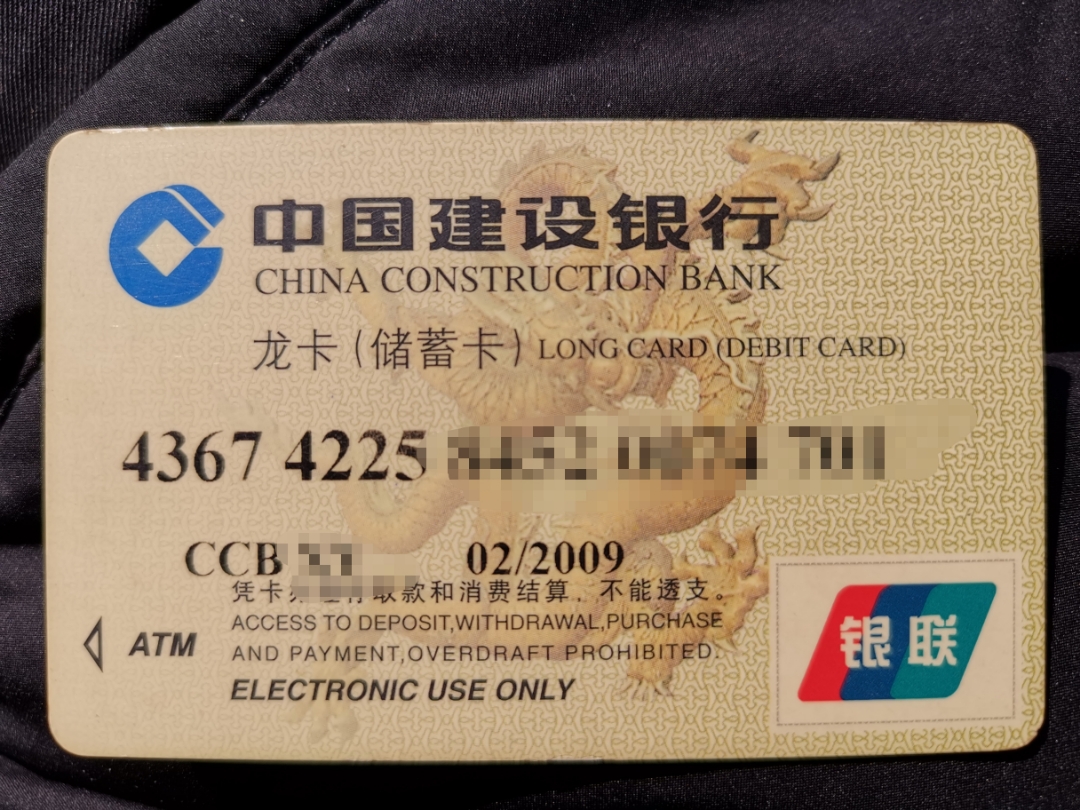 中国建设银行
CHINA CONSTRUCTION BANK
龙卡(储蓄卡) LONG CARD (DEBIT CARD)
4367 4225
CCB 02/2009
凭卡 取款和消费结算．不能透支。
ACCESS TO DEPOSIT,WITHDRAWAL,PURCHASE
AND PAYMENT,OVERDRAFT PROHIBITED.
ATM
ELECTRONIC USE ONLY
银联